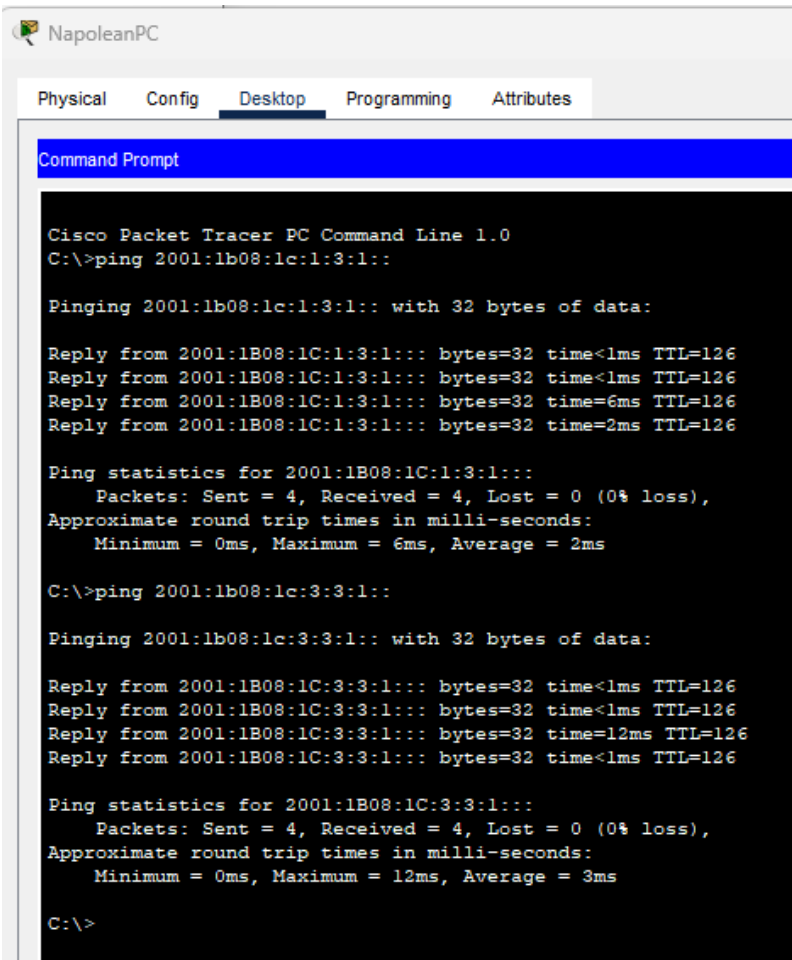 NapoleanPC
Physical Config Desktop Programming Attributes
Command Prompt
Cisco Packet Tracer PC Command Line 1.0
C:\>ping 2001:1b08:1c:1:3:1::
Pinging 2001:1b08:1c:1:3:1:: with 32 bytes of data:
Reply from 2001:1B08:1C:1:3:1::: bytes=32 time<1ms TTL=126
Reply from 2001:1B08:1C:1:3:1::: bytes=32 time<1ms TTL=126
Reply from 2001:1B08:1C:1:3:1::: bytes=32 time=6ms TTL=126
Reply from 2001:1B08:1C:1:3:1::: bytes=32 time=2ms TTL=126
Ping statistics for 2001:1B08:1C:1:3:1:::
Packets: Sent = 4, Received = 4, Lost = 0 (0% loss),
Approximate round trip times in milli-seconds:
Minimum = 0ms, Maximum = 6ms, Average = 2ms
C:\>ping 2001:1b08:1c:3:3:1::
Pinging 2001:1b08:1c:3:3:1:: with 32 bytes of data:
Reply from 2001:1B08:1C:3:3:1::: bytes=32 time<1ms TTL=126
Reply from 2001:1B08:1C:3:3:1::: bytes=32 time<1ms TTL=126
Reply from 2001:1B08:1C:3:3:1::: bytes=32 time=12ms TTL=126
Reply from 2001:1B08:1C:3:3:1::: bytes=32 time<1ms TTL=126
Ping statistics for 2001:1B08:1C:3:3:1:::
Packets: Sent = 4, Received = 4, Lost = 0 (0% loss),
Approximate round trip times in milli-seconds:
Minimum = 0ms, Maximum = 12ms, Average = 3ms
C:\>